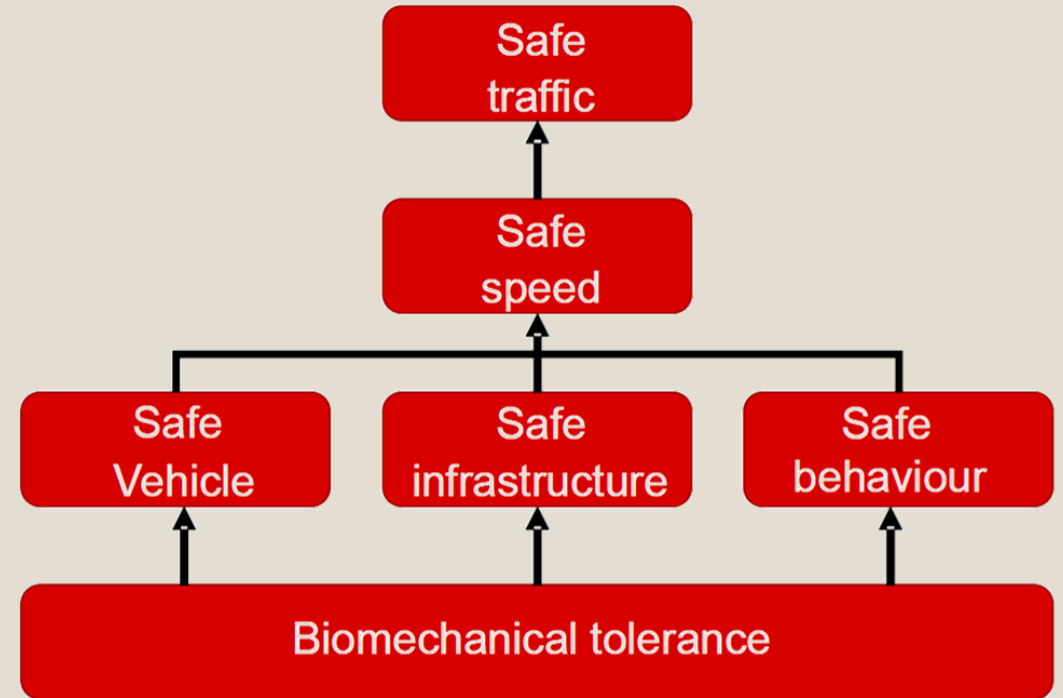 Safe
traffic
Safe
speed
Safe
Vehicle
Safe
infrastructure
Safe
behaviour
Biomechanical tolerance